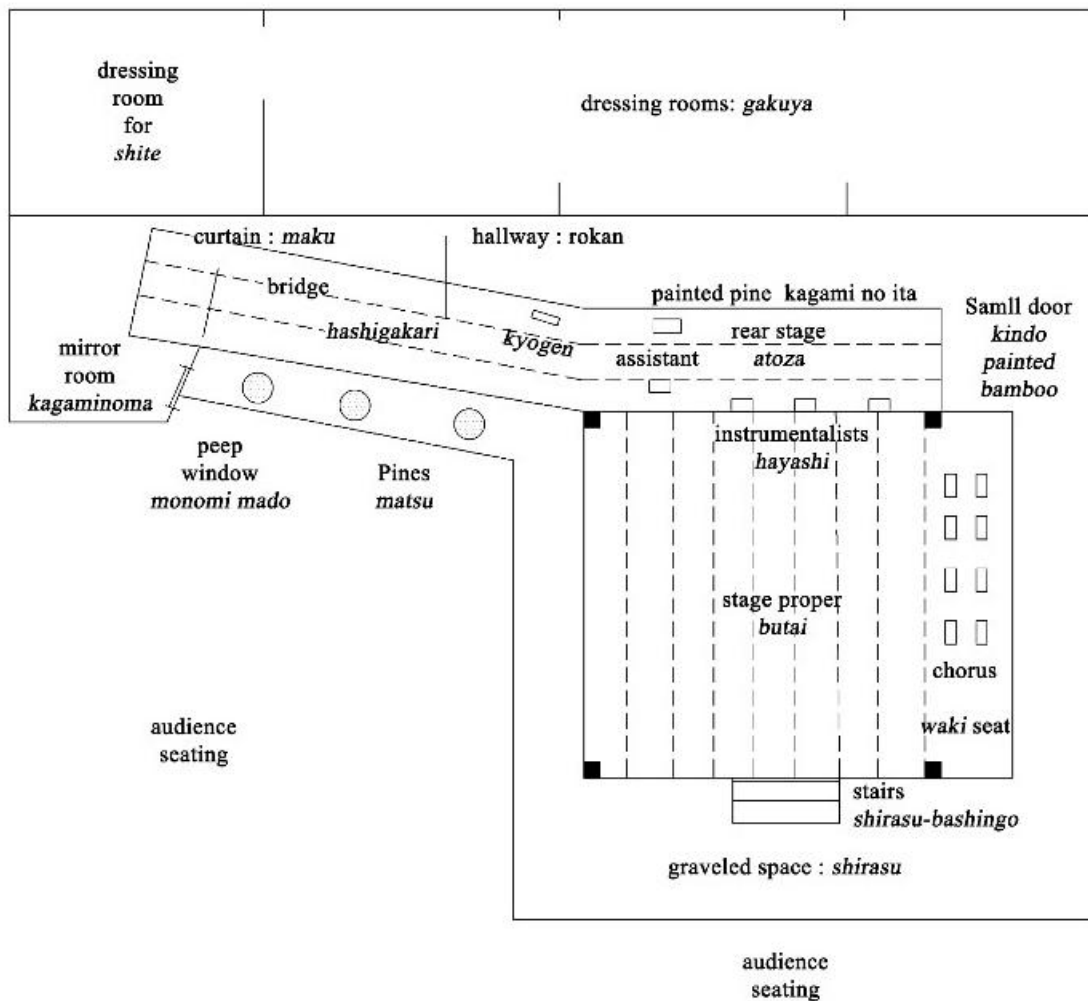 dressing
room
for
shite
dressing rooms: gakuya
curtain : maku
hallway : rokan
bridge
hashigakari
kyogen
painted pine kagami no ita
rear stage
assistant
atoza
Samll door
kindo
painted
bamboo
mirror
room
kagaminoma
peep
window
monomi mado
Pines
matsu
instrumentalists
hayashi
stage proper
butai
chorus
waki seat
audience
seating
stairs
shirasu-bashingo
graveled space : shirasu
audience
seating